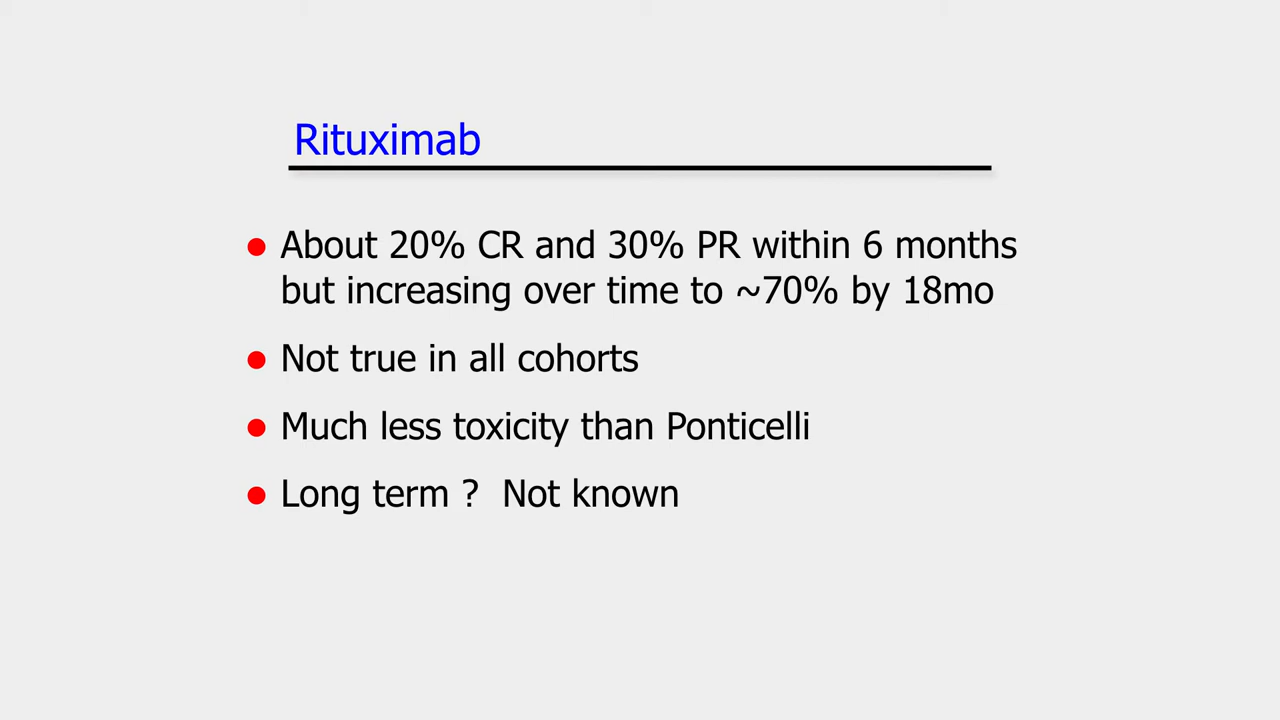 Rituximab
● About 20% CR and 30% PR within 6 months
but increasing over time to ~70% by 18mo
● Not true in all cohorts
● Much less toxicity than Ponticelli
● Long term ? Not known